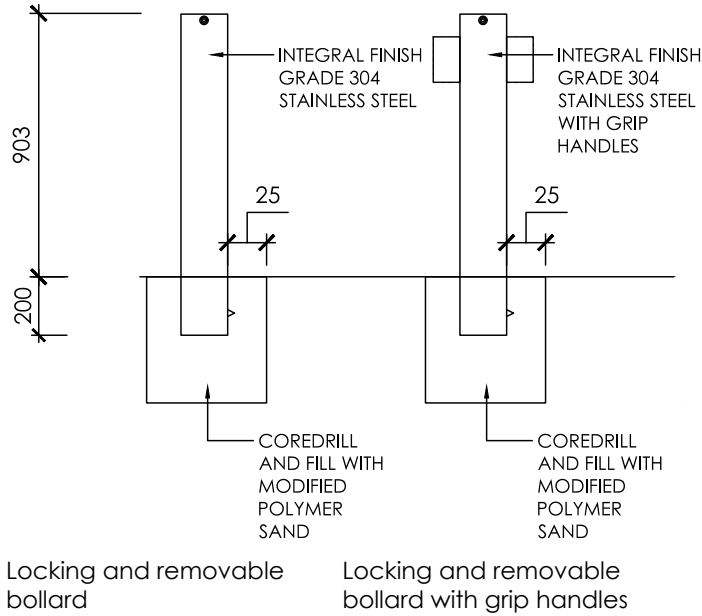 903
200
INTEGRAL FINISH
GRADE 304
STAINLESS STEEL
25
COREDRILL
AND FILL WITH
MODIFIED
POLYMER
SAND
Locking and removable
bollard
INTEGRAL FINISH
GRADE 304
STAINLESS STEEL
WITH GRIP
HANDLES
25
COREDRILL
AND FILL WITH
MODIFIED
POLYMER
SAND
Locking and removable
bollard with grip handles